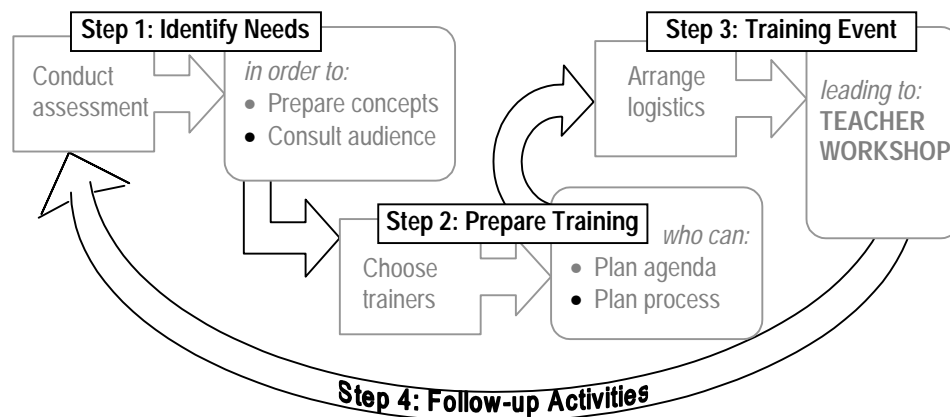 Step 1: Identify Needs
Conduct
assessment
in order to:
• Prepare concepts
• Consult audience
Step 2: Prepare Training
Choose
trainers
who can:
• Plan agenda
• Plan process
Step 3: Training Event
Arrange
logistics
leading to:
TEACHER
WORKSHOP
Step 4: Follow-up Activities